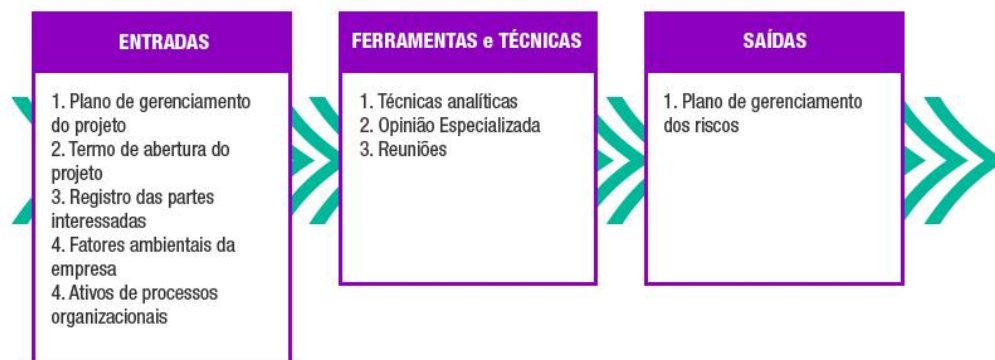 ENTRADAS
1. Plano de gerenciamento
do projeto
2. Termo de abertura do
projeto
3. Registro das partes
interessadas
4. Fatores ambientais da
empresa
4. Ativos de processos
organizacionais
FERRAMENTAS e TÉCNICAS
1. Técnicas analíticas
2. Opinião Especializada
3. Reuniões
SAÍDAS
1. Plano de gerenciamento
dos riscos